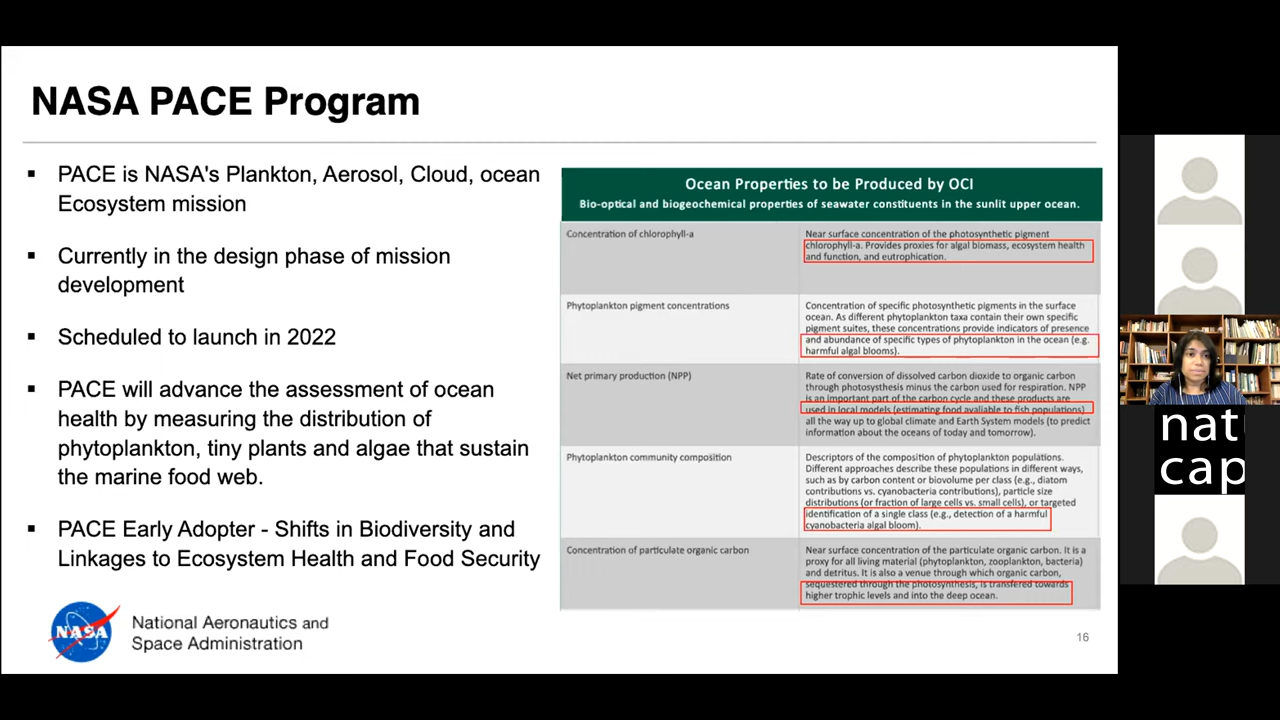 NASA PACE Program
▪ PACE is NASA's Plankton, Aerosol, Cloud, ocean
Ecosystem mission
▪ Currently in the design phase of mission
development
▪ Scheduled to launch in 2022
▪ PACE will advance the assessment of ocean
health by measuring the distribution of
phytoplankton, tiny plants and algae that sustain
the marine food web.
▪ PACE Early Adopter - Shifts in Biodiversity and
Linkages to Ecosystem Health and Food Security
NASA
National Aeronautics and
Space Administration
Ocean Properties to be Produced by OCI
Bio-optical and biogeochemical properties of seawater constituents in the sunlit upper ocean.
Concentration of chlorophyll-a
Near surface concentration of the photosynthetic pigment
chlorophyll-a. Provides proxies for algal biomass, ecosystem health
and function, and eutrophication.
Phytoplankton pigment concentrations
Concentration of specific photosynthetic pigments in the surface
ocean. As different phytoplankton taxa contain their own specific
pigment suites, these concentrations provide indicators of presence
and abundance of specific types of phytoplankton in the ocean (e.g.
harmful algal blooms).
Net primary production (NPP)
Rate of conversion of dissolved carbon dioxide to organic carbon
through photosynthesis minus the carbon used for respiration. NPP
is an important part of the carbon cycle and these products are
used in local models (estimating food avaliable to fish populations)
all the way up to global climate and Earth System models (to predict
information about the oceans of today and tomorrow).
Phytoplankton community composition
Descriptors of the composition of phytoplankton populations.
Different approaches describe these populations in different ways,
such as by carbon content or biovolume per class (e.g., diatom
contributions vs. cyanobacteria contributions), particle size
distributions (or fraction of large cells vs. small cells), or targeted
identification of a single class (e.g., detection of a harmful
cyanobacteria algal bloom).
Concentration of particulate organic carbon
Near surface concentration of the particulate organic carbon. It is a
proxy for all living material (phytoplankton, zooplankton, bacteria)
and detritus. It is also a venue through which organic carbon,
sequestered through the photosynthesis, is transfered towards
higher trophic levels and into the deep ocean.
16
nat
cap